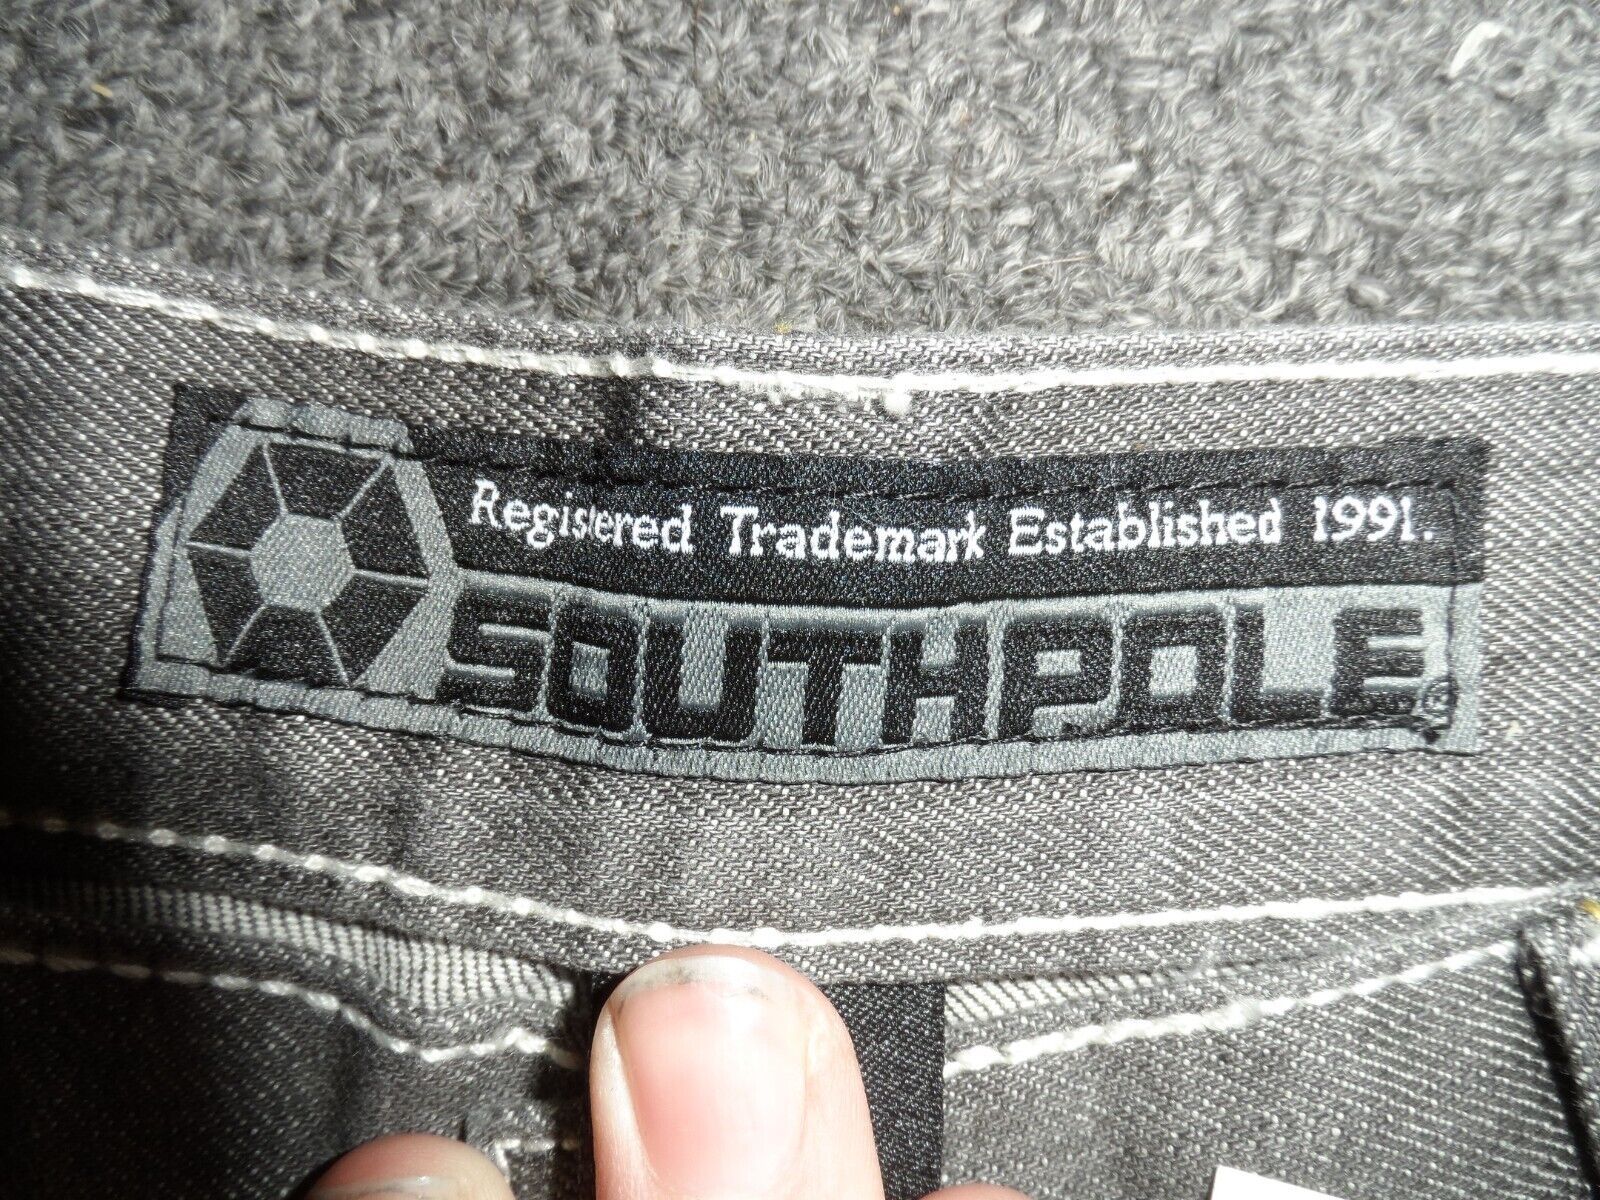 Registered Trademark Established 1991.
SOUTHPOLE®